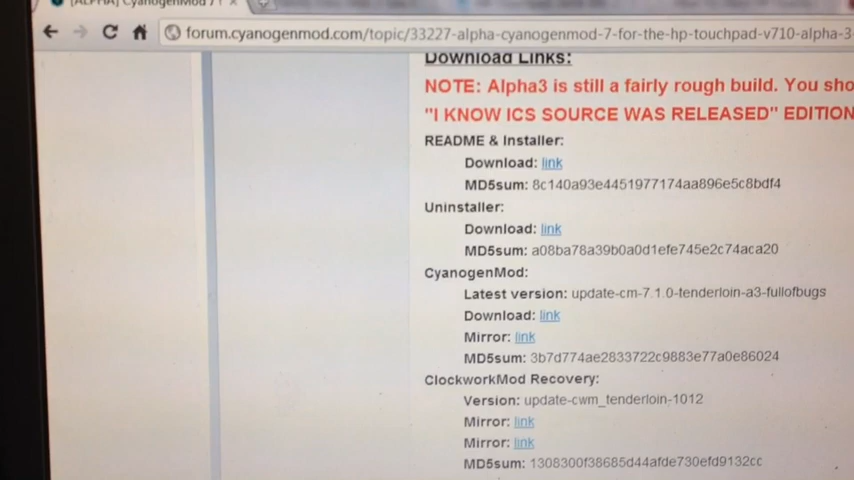 [ALPHA] CyanogenMod 7
forum.cyanogenmod.com/topic/33227-alpha-cyanogenmod-7-for-the-hp-touchpad-v710-alpha-3-
Download Links:
NOTE: Alpha3 is still a fairly rough build. You sho
"I KNOW ICS SOURCE WAS RELEASED" EDITION
README & Installer:
Download: link
MD5sum: 8c140a93e4451977174aa896e5c8bdf4
Uninstaller:
Download: link
MD5sum: a08ba78a39b0a0d1efe745e2c74aca20
CyanogenMod:
Latest version: update-cm-7.1.0-tenderloin-a3-fullofbugs
Download: link
Mirror: link
MD5sum: 3b7d774ae2833722c9883e77a0e86024
ClockworkMod Recovery:
Version: update-cwm_tenderloin-1012
Mirror: link
Mirror: link
MD5sum: 1308300f38685d44afde730efd9132cc